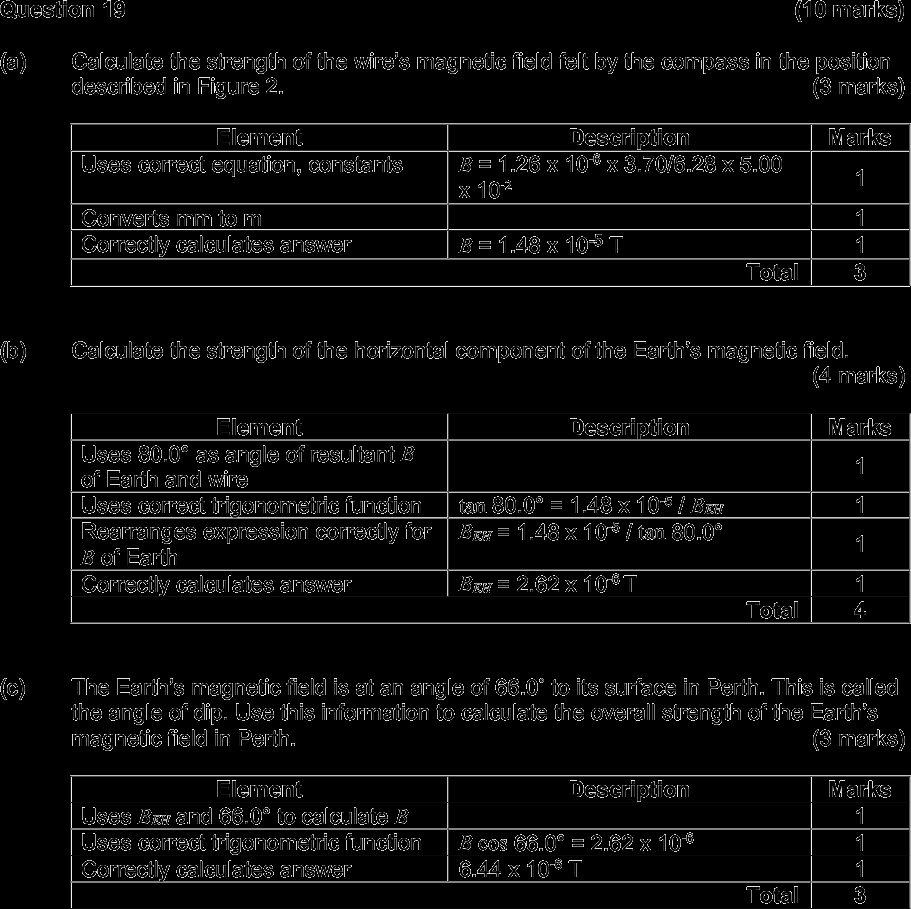 Question 19 (10 marks)
(a) Calculate the strength of the wire's magnetic field felt by the compass in the position
described in Figure 2. (3 marks)
Element Description Marks
Uses correct equation, constants B = 1.26 x 10⁻⁶ x 3.70/6.28 x 5.00
x 10⁻² 1
Converts mm to m 1
Correctly calculates answer B = 1.48 x 10⁻⁵ T 1
Total 3
(b) Calculate the strength of the horizontal component of the Earth's magnetic field.
(4 marks)
Element Description Marks
Uses 80.0° as angle of resultant B
of Earth and wire 1
Uses correct trigonometric function tan 80.0° = 1.48 x 10⁻⁵ / B_EH 1
Rearranges expression correctly for B_EH = 1.48 x 10⁻⁵ / tan 80.0°
B of Earth 1
Correctly calculates answer B_EH = 2.62 x 10⁻⁶ T 1
Total 4
(c) The Earth's magnetic field is at an angle of 66.0° to its surface in Perth. This is called
the angle of dip. Use this information to calculate the overall strength of the Earth's
magnetic field in Perth. (3 marks)
Element Description Marks
Uses B_EH and 66.0° to calculate B 1
Uses correct trigonometric function B cos 66.0° = 2.62 x 10⁻⁶ 1
Correctly calculates answer 6.44 x 10⁻⁶ T 1
Total 3